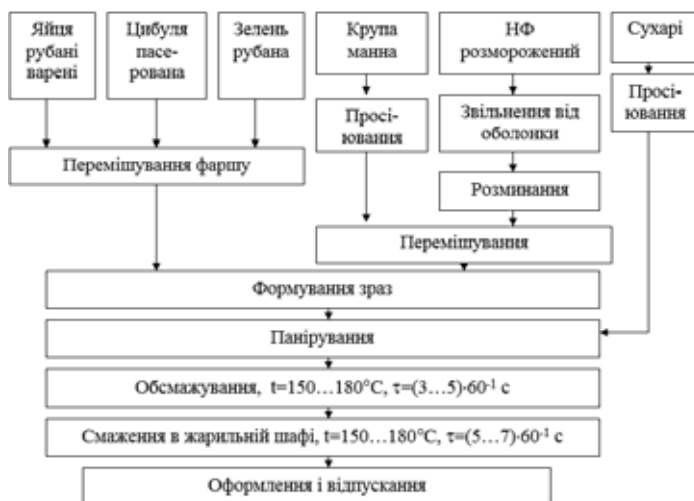 Яйця
рубані
варені
Цибуля
пасе-
рована
Зелень
рубана
Крупа
манна
НФ
розморожений
Сухарі
Просі-
ювання
Звільнення від
оболонки
Просі-
ювання
Перемішування фаршу
Розминання
Перемішування
Формування зраз
Панірування
Обсмажування, t=150…180°С, τ=(3…5)·60⁻¹ с
Смаження в жарильній шафі, t=150…180°С, τ=(5…7)·60⁻¹ с
Оформлення і відпускання